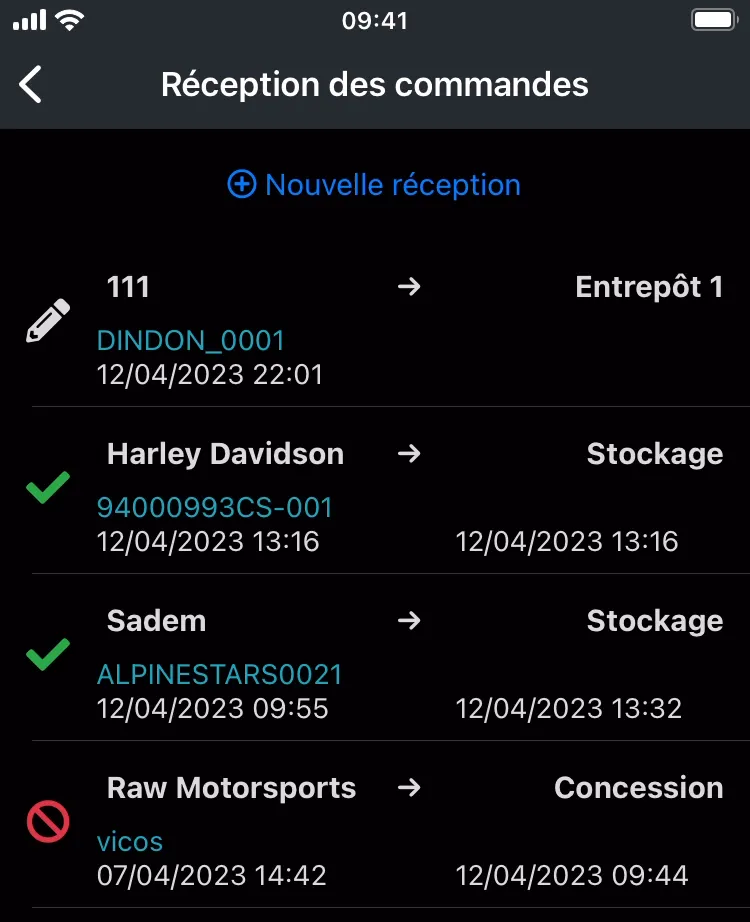 09:41
Réception des commandes
Nouvelle réception
111 → Entrepôt 1
DINDON_0001
12/04/2023 22:01
Harley Davidson → Stockage
94000993CS-001
12/04/2023 13:16 12/04/2023 13:16
Sadem → Stockage
ALPINESTARS0021
12/04/2023 09:55 12/04/2023 13:32
Raw Motorsports → Concession
vicos
07/04/2023 14:42 12/04/2023 09:44